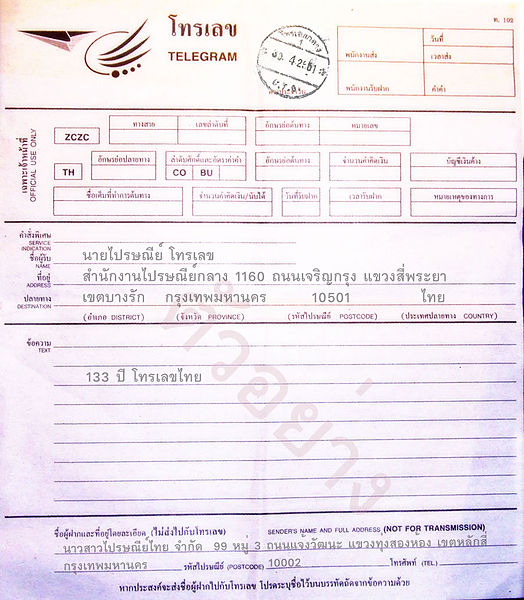 โทรเลข
TELEGRAM
ท. 102
วันที่
พนักงานส่ง
เวลาส่ง
พนักงานรับฝาก
ค่าคำ
โทรเลขกลาง
1
30. 4 2551
ก.ท.ม.
เฉพาะเจ้าหน้าที่
OFFICIAL USE ONLY
ZCZC
ทางสาย
เลขลำดับที่
อักษรย่อต้นทาง
หมายเลข
TH
อักษรย่อปลายทาง
ลำดับศักดิ์และอัตราค่าคำ
CO BU
อักษรย่อต้นทาง
จำนวนคำคิดเงิน
บัญชีเงินค้าง
ชื่อเต็มที่ทำการต้นทาง
จำนวนคำคิดเงิน/นับได้
วันที่รับฝาก
เวลารับฝาก
หมายเหตุของทางการ
คำสั่งพิเศษ
SERVICE
INDICATION
ชื่อผู้รับ
NAME
นายไปรษณีย์ โทรเลข
ที่อยู่
ADDRESS
สำนักงานไปรษณีย์กลาง 1160 ถนนเจริญกรุง แขวงสี่พระยา
ปลายทาง
DESTINATION
เขตบางรัก กรุงเทพมหานคร 10501 ไทย
(อำเภอ DISTRICT) (จังหวัด PROVINCE) (รหัสไปรษณีย์ POSTCODE) (ประเทศปลายทาง COUNTRY)
ข้อความ
TEXT
133 ปี โทรเลขไทย
ตัวอย่าง
ชื่อผู้ฝากและที่อยู่โดยละเอียด (ไม่ส่งไปกับโทรเลข) SENDER'S NAME AND FULL ADDRESS (NOT FOR TRANSMISSION)
นาวสาวไปรษณีย์ไทย จำกัด 99 หมู่ 3 ถนนแจ้งวัฒนะ แขวงทุ่งสองห้อง เขตหลักสี่
กรุงเทพมหานคร รหัสไปรษณีย์ (POSTCODE) 10002 โทรศัพท์ (TEL.)
หากประสงค์จะส่งชื่อผู้ฝากไปกับโทรเลข โปรดระบุชื่อไว้บนบรรทัดถัดจากข้อความด้วย